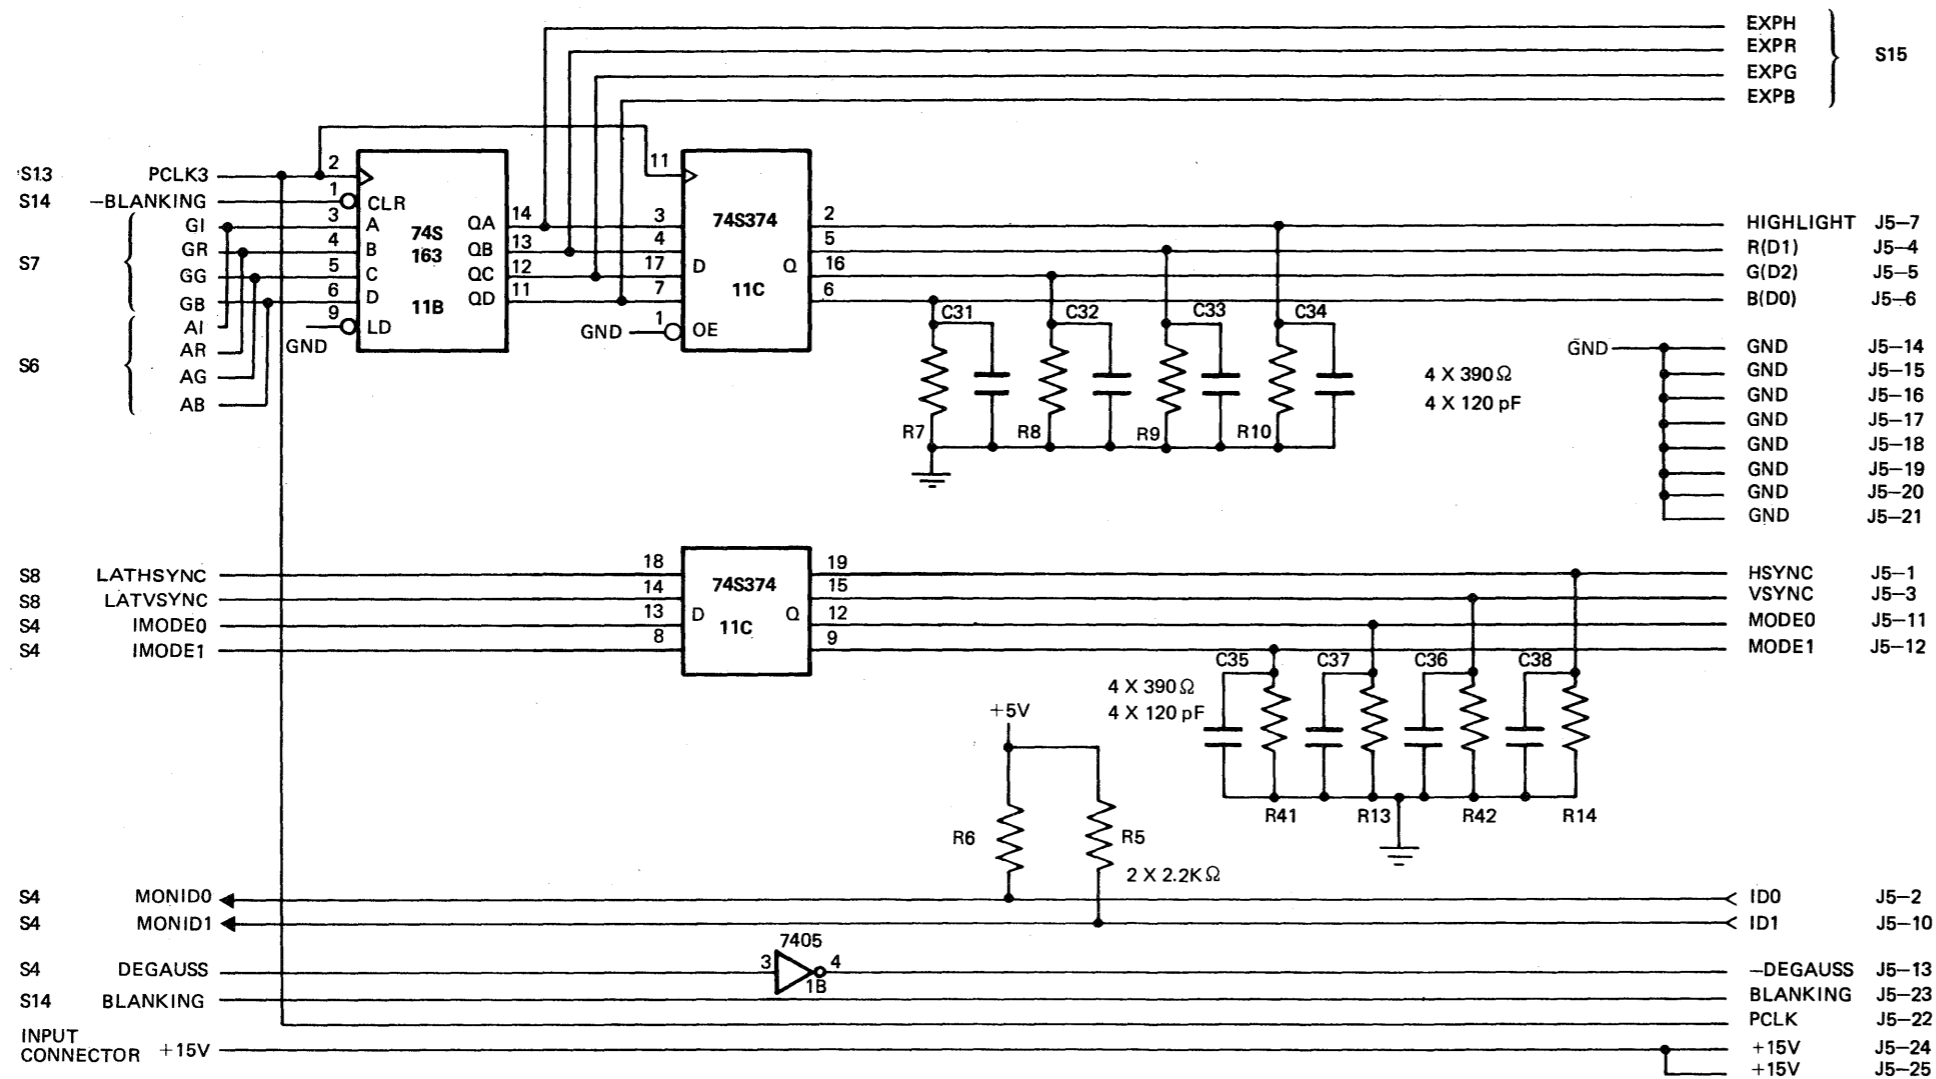 EXPH
EXPR
EXPG
EXPB
S15
S13 PCLK3 2
S14 −BLANKING 1 CLR
S7
GI 3 A
GR 4 B
GG 5 C
GB 6 D
S6
AI 9 LD
GND
AR
AG
AB
74S
163
11B
QA 14
QB 13
QC 12
QD 11
11
74S374
3 2
4 5
17 D Q 16
7 6
11C
GND 1 OE
HIGHLIGHT J5−7
R(D1) J5−4
G(D2) J5−5
B(D0) J5−6
C31 C32 C33 C34
R7 R8 R9 R10
4 X 390Ω
4 X 120 pF
GND GND J5−14
GND J5−15
GND J5−16
GND J5−17
GND J5−18
GND J5−19
GND J5−20
GND J5−21
S8 LATHSYNC 18 19 HSYNC J5−1
S8 LATVSYNC 14 15 VSYNC J5−3
S4 IMODE0 13 12 MODE0 J5−11
S4 IMODE1 8 9 MODE1 J5−12
74S374
D Q
11C
C35 C37 C36 C38
4 X 390Ω
4 X 120 pF
R41 R13 R42 R14
+5V
R6 R5
2 X 2.2KΩ
S4 MONID0 ID0 J5−2
S4 MONID1 ID1 J5−10
7405
S4 DEGAUSS 3 4 −DEGAUSS J5−13
1B
S14 BLANKING BLANKING J5−23
PCLK J5−22
INPUT
CONNECTOR +15V +15V J5−24
+15V J5−25